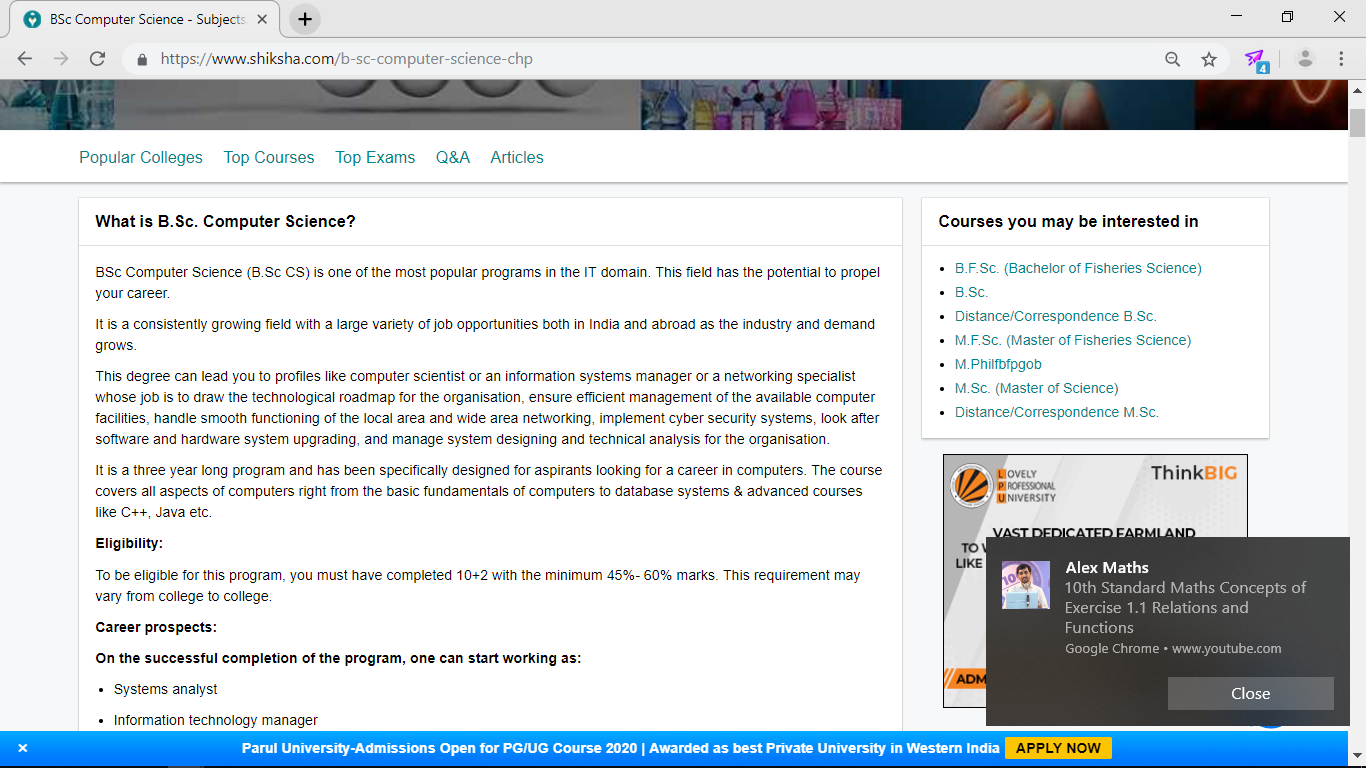 BSc Computer Science - Subjects
https://www.shiksha.com/b-sc-computer-science-chp
4
Popular Colleges Top Courses Top Exams Q&A Articles
What is B.Sc. Computer Science?
BSc Computer Science (B.Sc CS) is one of the most popular programs in the IT domain. This field has the potential to propel
your career.
It is a consistently growing field with a large variety of job opportunities both in India and abroad as the industry and demand
grows.
This degree can lead you to profiles like computer scientist or an information systems manager or a networking specialist
whose job is to draw the technological roadmap for the organisation, ensure efficient management of the available computer
facilities, handle smooth functioning of the local area and wide area networking, implement cyber security systems, look after
software and hardware system upgrading, and manage system designing and technical analysis for the organisation.
It is a three year long program and has been specifically designed for aspirants looking for a career in computers. The course
covers all aspects of computers right from the basic fundamentals of computers to database systems & advanced courses
like C++, Java etc.
Eligibility:
To be eligible for this program, you must have completed 10+2 with the minimum 45%- 60% marks. This requirement may
vary from college to college.
Career prospects:
On the successful completion of the program, one can start working as:
• Systems analyst
• Information technology manager
Courses you may be interested in
• B.F.Sc. (Bachelor of Fisheries Science)
• B.Sc.
• Distance/Correspondence B.Sc.
• M.F.Sc. (Master of Fisheries Science)
• M.Philfbfpgob
• M.Sc. (Master of Science)
• Distance/Correspondence M.Sc.
LOVELY
PROFESSIONAL
UNIVERSITY
ThinkBIG
VAST DEDICATED FARMLAND
TO
LIKE
ADM
Alex Maths
10th Standard Maths Concepts of
Exercise 1.1 Relations and
Functions
Google Chrome • www.youtube.com
Close
Parul University-Admissions Open for PG/UG Course 2020 | Awarded as best Private University in Western India APPLY NOW